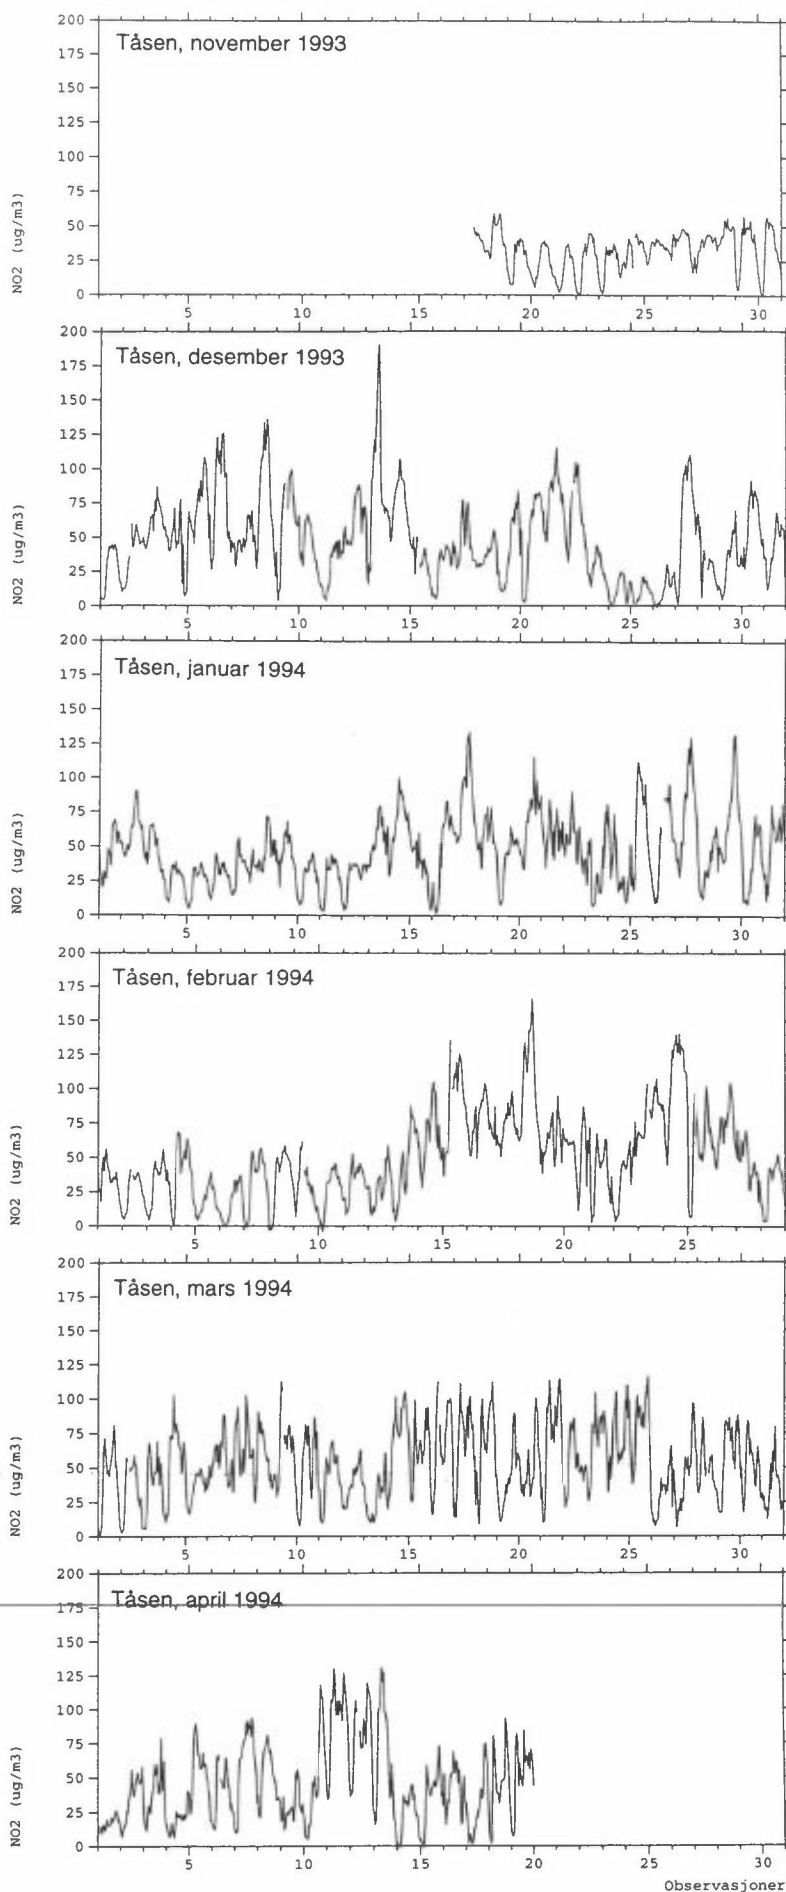 200
Tåsen, november 1993
175
150
125
100
75
50
25
0
NO2 (ug/m3)
5 10 15 20 25 30
200
Tåsen, desember 1993
175
150
125
100
75
50
25
0
NO2 (ug/m3)
5 10 15 20 25 30
200
Tåsen, januar 1994
175
150
125
100
75
50
25
0
NO2 (ug/m3)
5 10 15 20 25 30
200
Tåsen, februar 1994
175
150
125
100
75
50
25
0
NO2 (ug/m3)
5 10 15 20 25
200
Tåsen, mars 1994
175
150
125
100
75
50
25
0
NO2 (ug/m3)
5 10 15 20 25 30
200
Tåsen, april 1994
175
150
125
100
75
50
25
0
NO2 (ug/m3)
5 10 15 20 25 30
Observasjoner